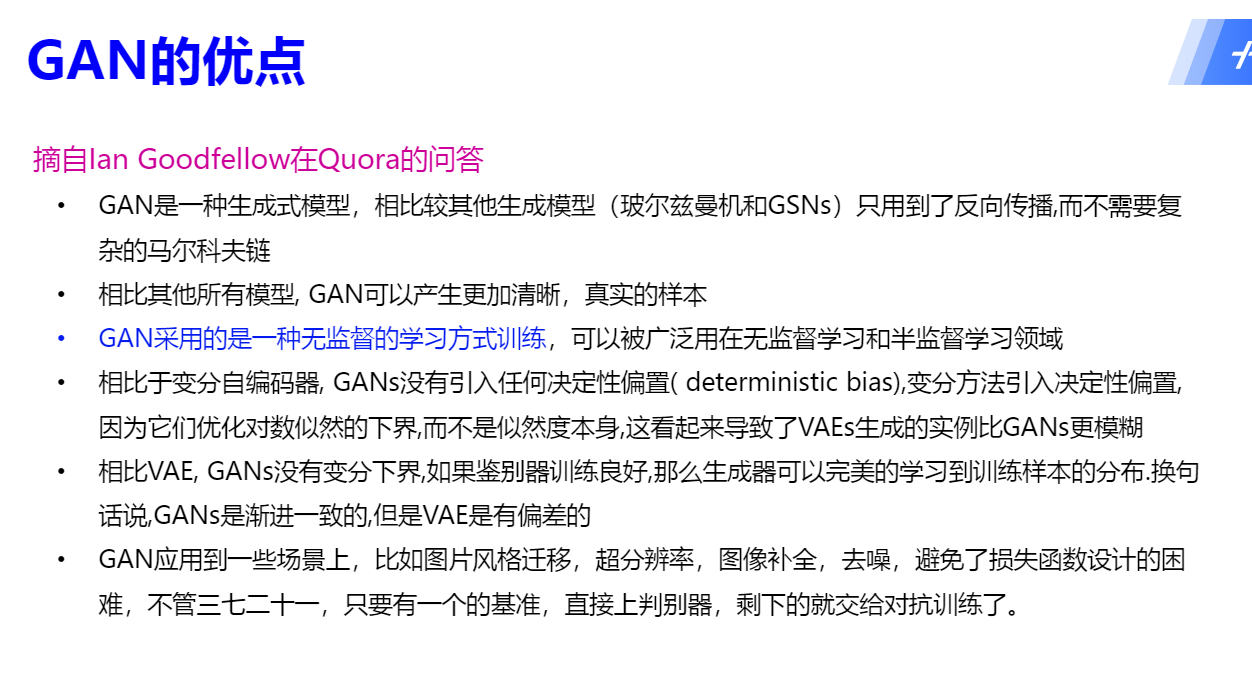 GAN的优点
摘自Ian Goodfellow在Quora的问答
• GAN是一种生成式模型，相比较其他生成模型（玻尔兹曼机和GSNs）只用到了反向传播,而不需要复
杂的马尔科夫链
• 相比其他所有模型, GAN可以产生更加清晰，真实的样本
• GAN采用的是一种无监督的学习方式训练，可以被广泛用在无监督学习和半监督学习领域
• 相比于变分自编码器, GANs没有引入任何决定性偏置( deterministic bias),变分方法引入决定性偏置,
因为它们优化对数似然的下界,而不是似然度本身,这看起来导致了VAEs生成的实例比GANs更模糊
• 相比VAE, GANs没有变分下界,如果鉴别器训练良好,那么生成器可以完美的学习到训练样本的分布.换句
话说,GANs是渐进一致的,但是VAE是有偏差的
• GAN应用到一些场景上，比如图片风格迁移，超分辨率，图像补全，去噪，避免了损失函数设计的困
难，不管三七二十一，只要有一个的基准，直接上判别器，剩下的就交给对抗训练了。